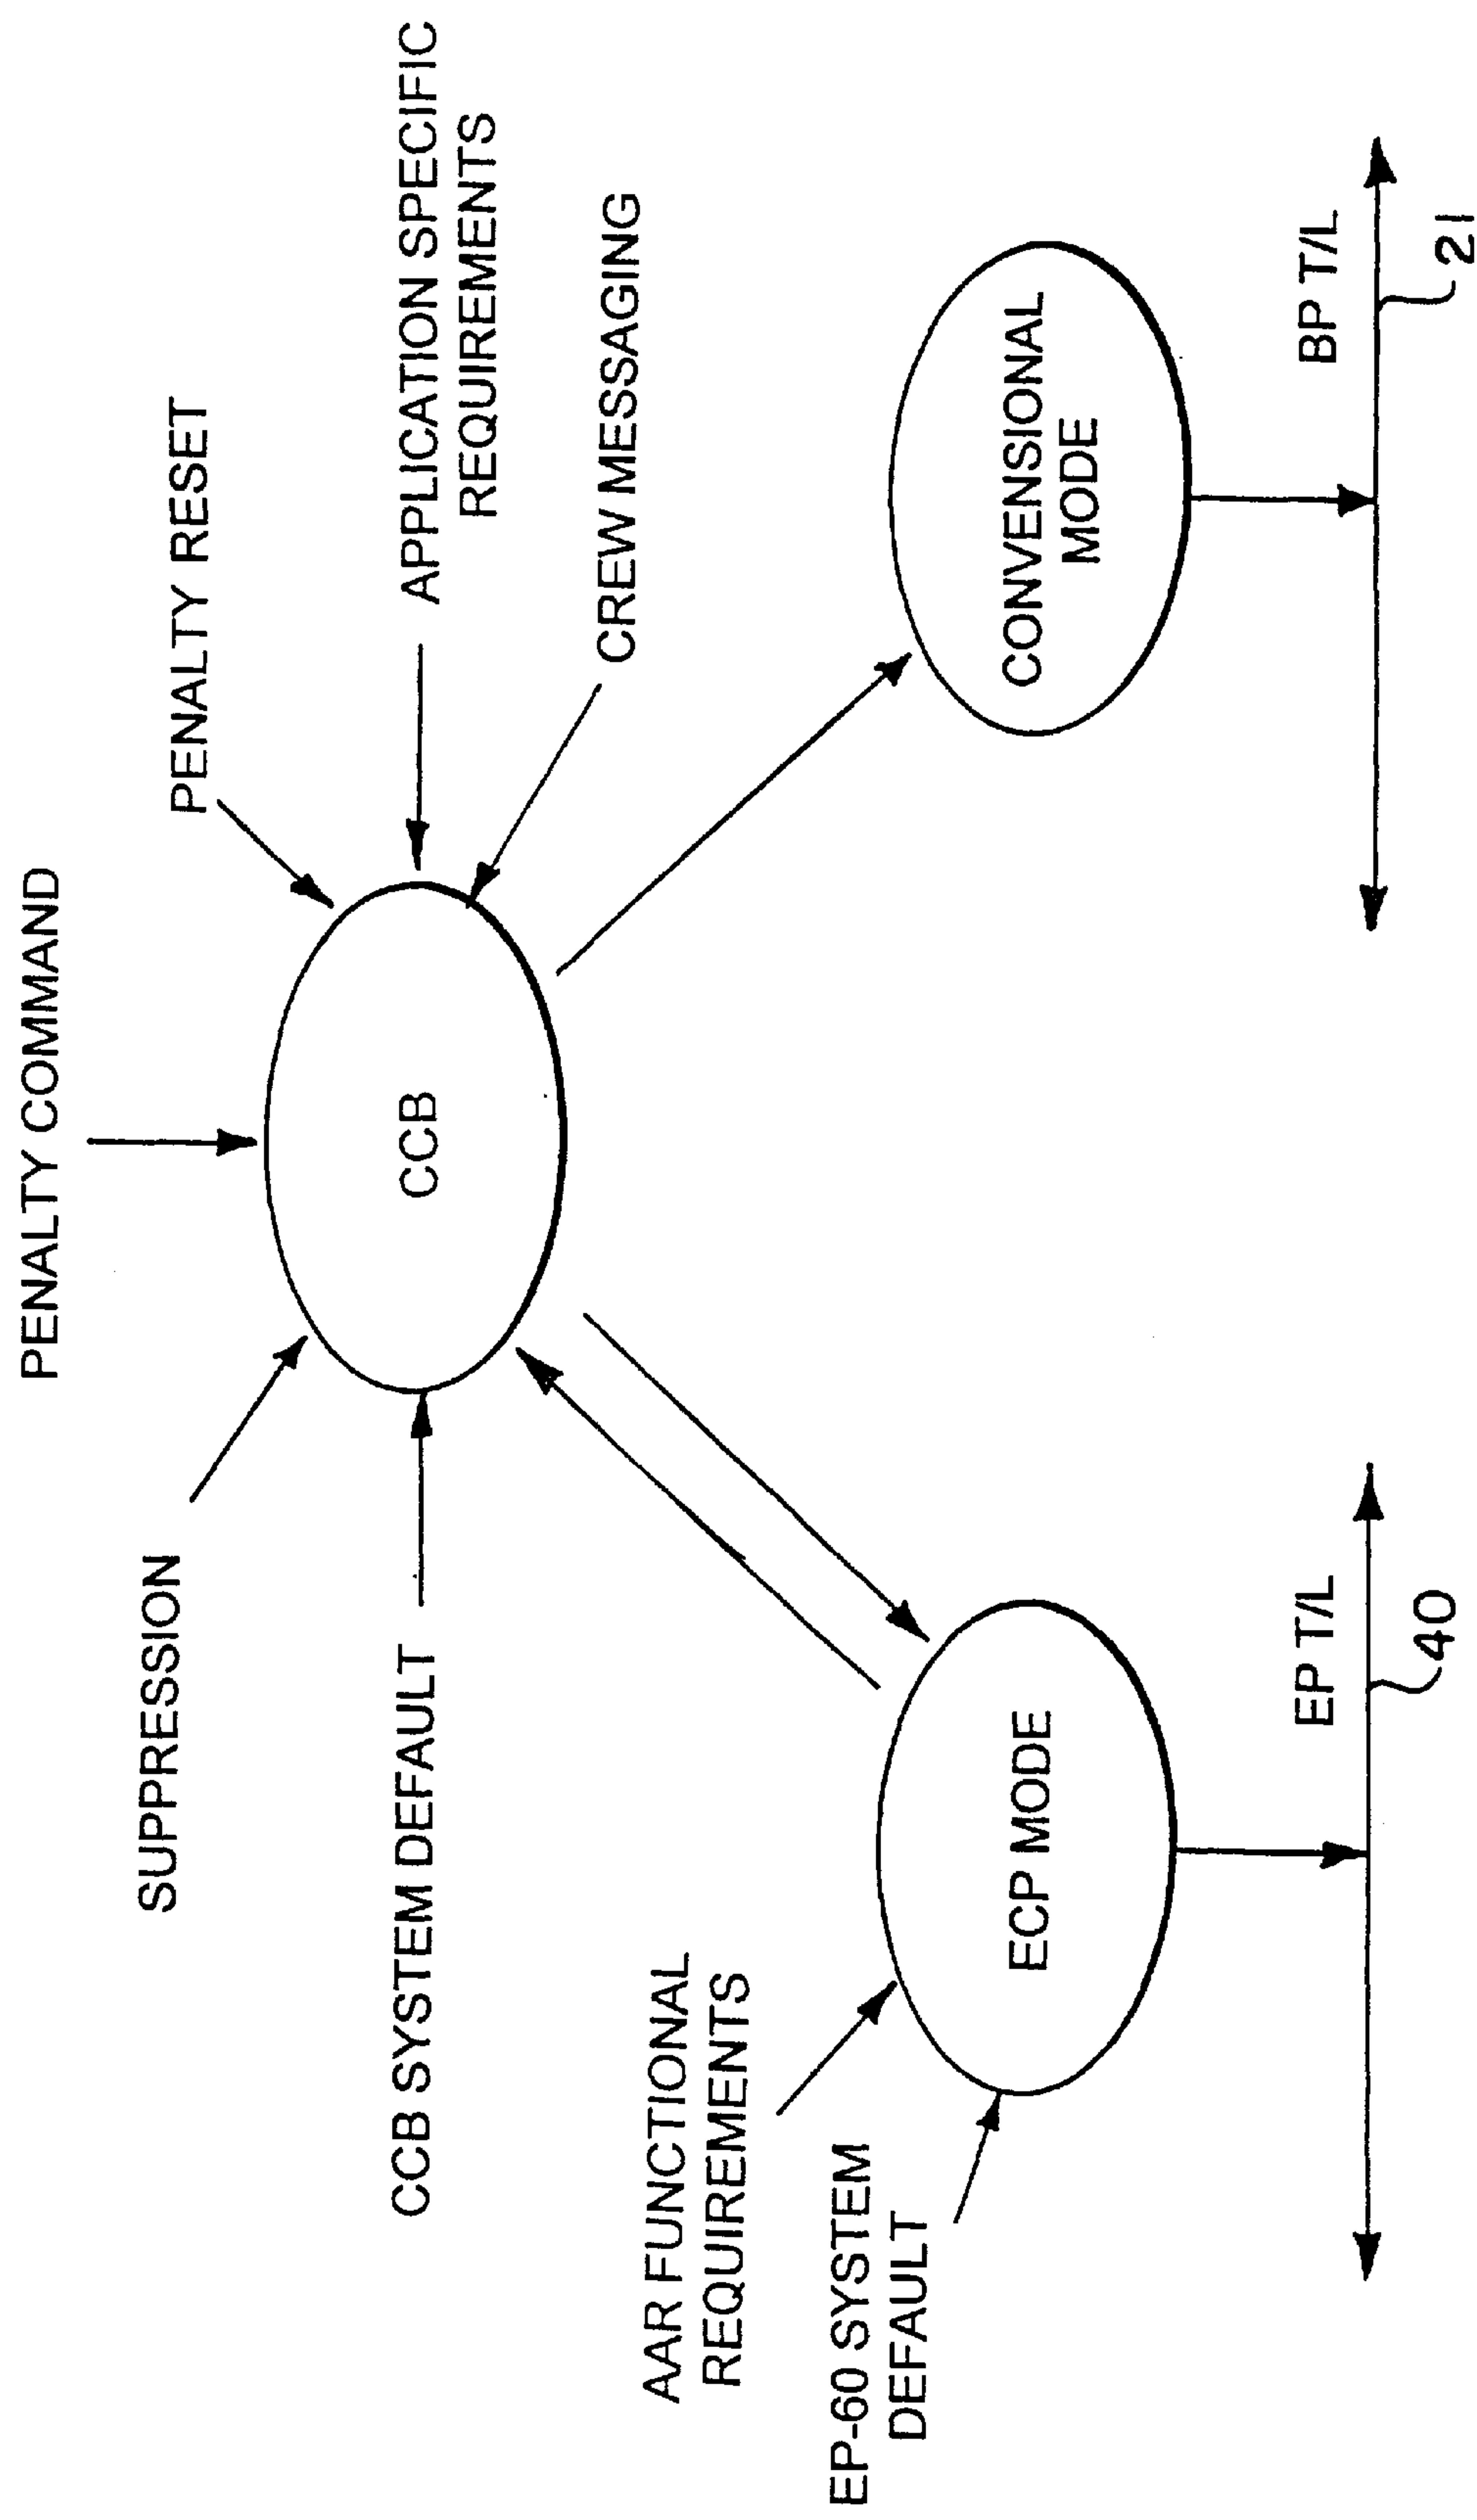 PENALTY COMMAND
SUPPRESSION
PENALTY RESET
CCB SYSTEM DEFAULT
CCB
APPLICATION SPECIFIC
REQUIREMENTS
CREW MESSAGING
AAR FUNCTIONAL
REQUIREMENTS
EP-60 SYSTEM
DEFAULT
ECP MODE
CONVENSIONAL
MODE
EP T/L
BP T/L
40
21